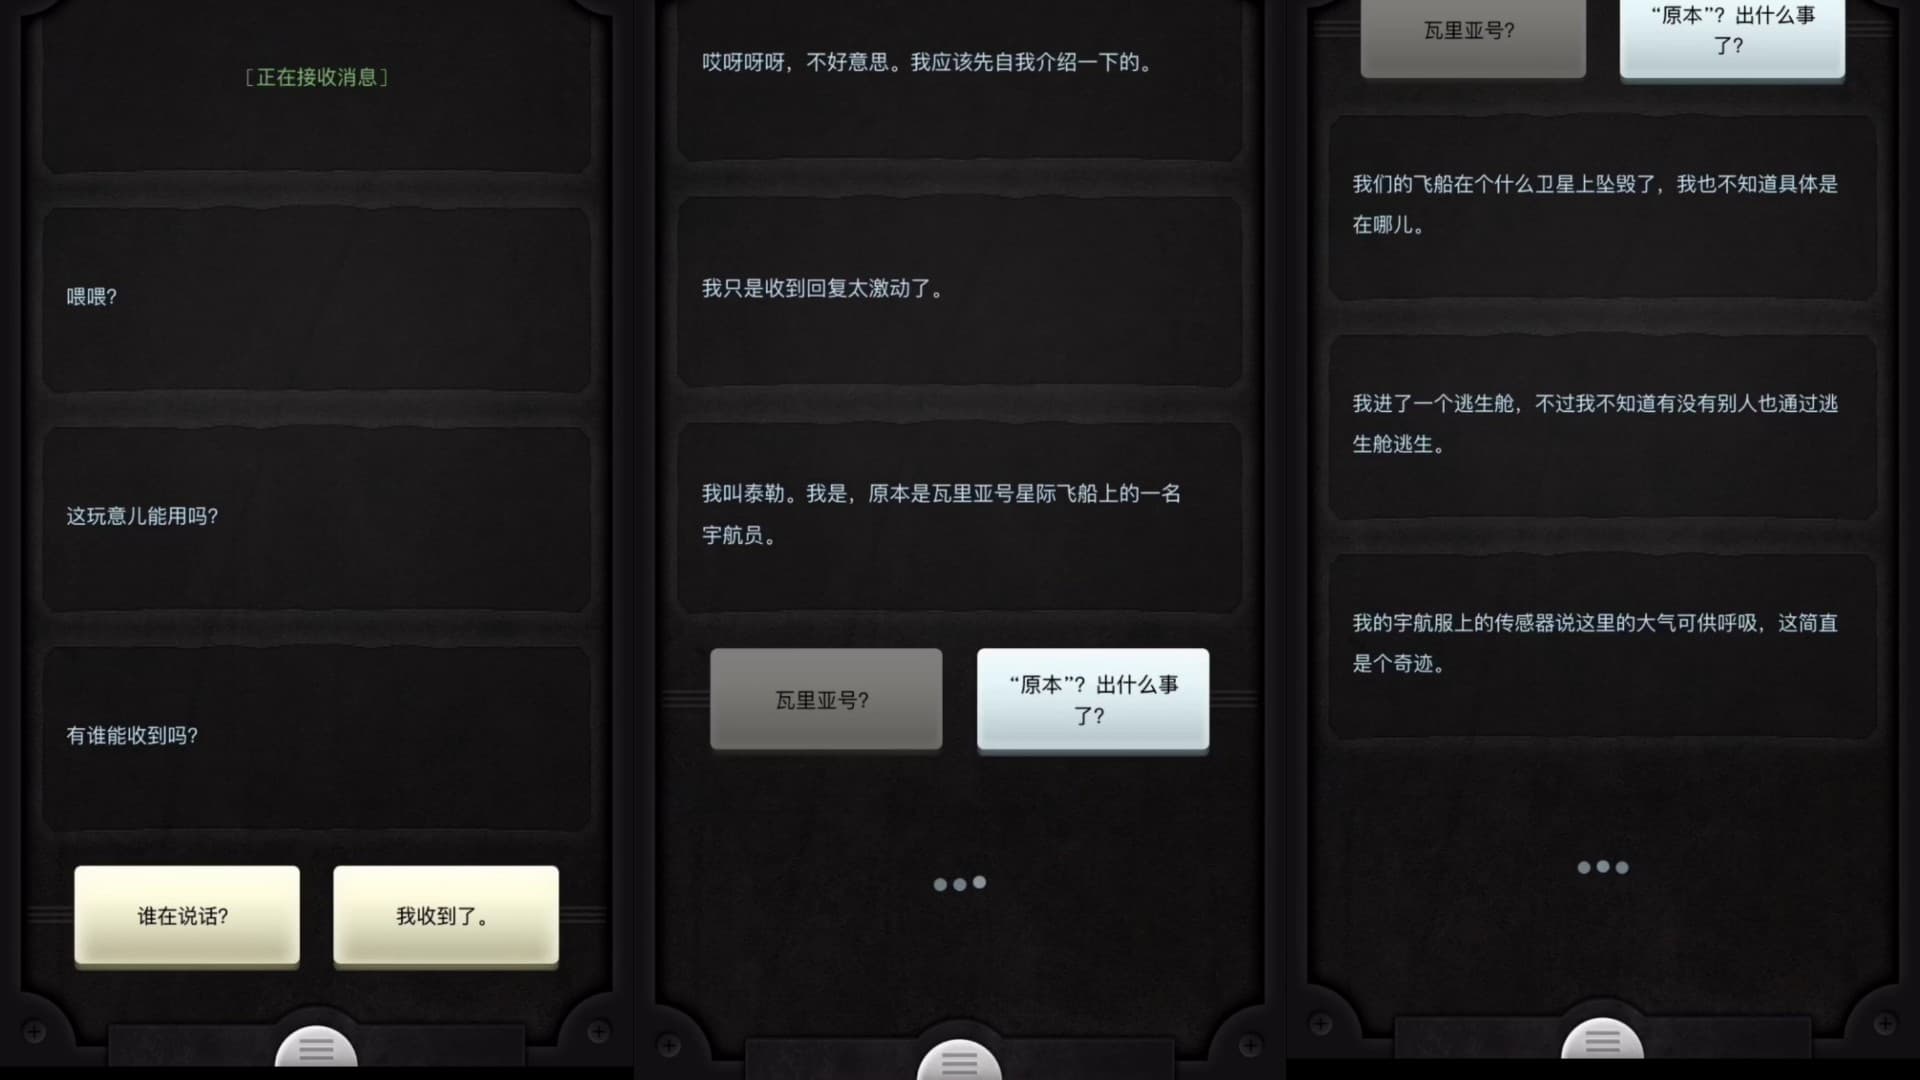 ［正在接收消息］
喂喂?
这玩意儿能用吗?
有谁能收到吗?
谁在说话?
我收到了。
哎呀呀呀，不好意思。我应该先自我介绍一下的。
我只是收到回复太激动了。
我叫泰勒。我是，原本是瓦里亚号星际飞船上的一名
宇航员。
瓦里亚号?
“原本”? 出什么事
了?
瓦里亚号?
“原本”? 出什么事
了?
我们的飞船在个什么卫星上坠毁了，我也不知道具体是
在哪儿。
我进了一个逃生舱，不过我不知道有没有别人也通过逃
生舱逃生。
我的宇航服上的传感器说这里的大气可供呼吸，这简直
是个奇迹。